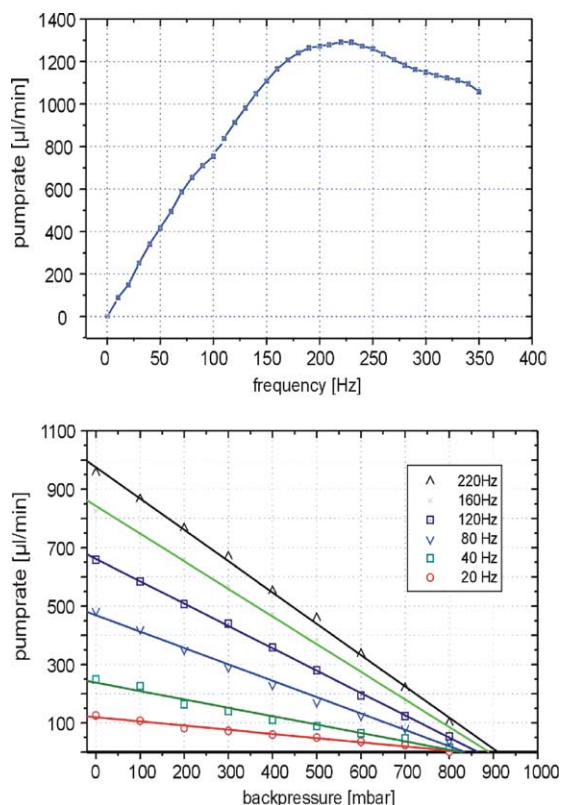 1400
1200
1000
800
600
400
200
0
pumprate [µl/min]
0 50 100 150 200 250 300 350 400
frequency [Hz]
1100
900
700
500
300
100
pumprate [µl/min]
220Hz
160Hz
120Hz
80 Hz
40 Hz
20 Hz
0 100 200 300 400 500 600 700 800 900 1000
backpressure [mbar]